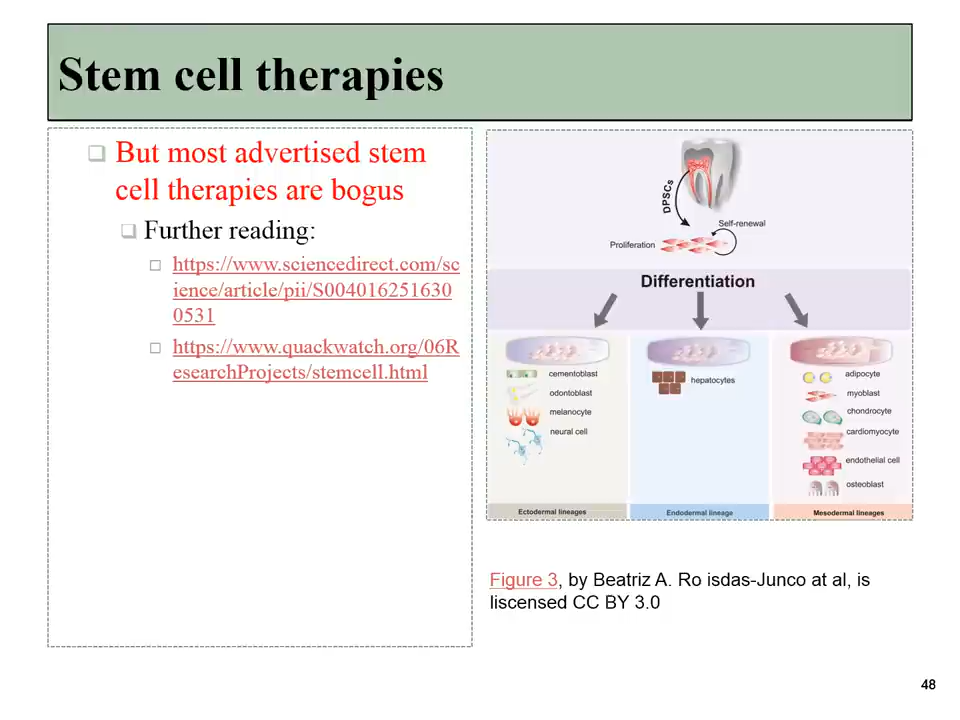 Stem cell therapies
But most advertised stem
cell therapies are bogus
Further reading:
https://www.sciencedirect.com/sc
ience/article/pii/S004016251630
0531
https://www.quackwatch.org/06R
esearchProjects/stemcell.html
DPSCs
Self-renewal
Proliferation
Differentiation
cementoblast
odontoblast
melanocyte
neural cell
Ectodermal lineages
hepatocytes
Endodermal lineage
adipocyte
myoblast
chondrocyte
cardiomyocyte
endothelial cell
osteoblast
Mesodermal lineages
Figure 3, by Beatriz A. Ro isdas-Junco at al, is
liscensed CC BY 3.0
48